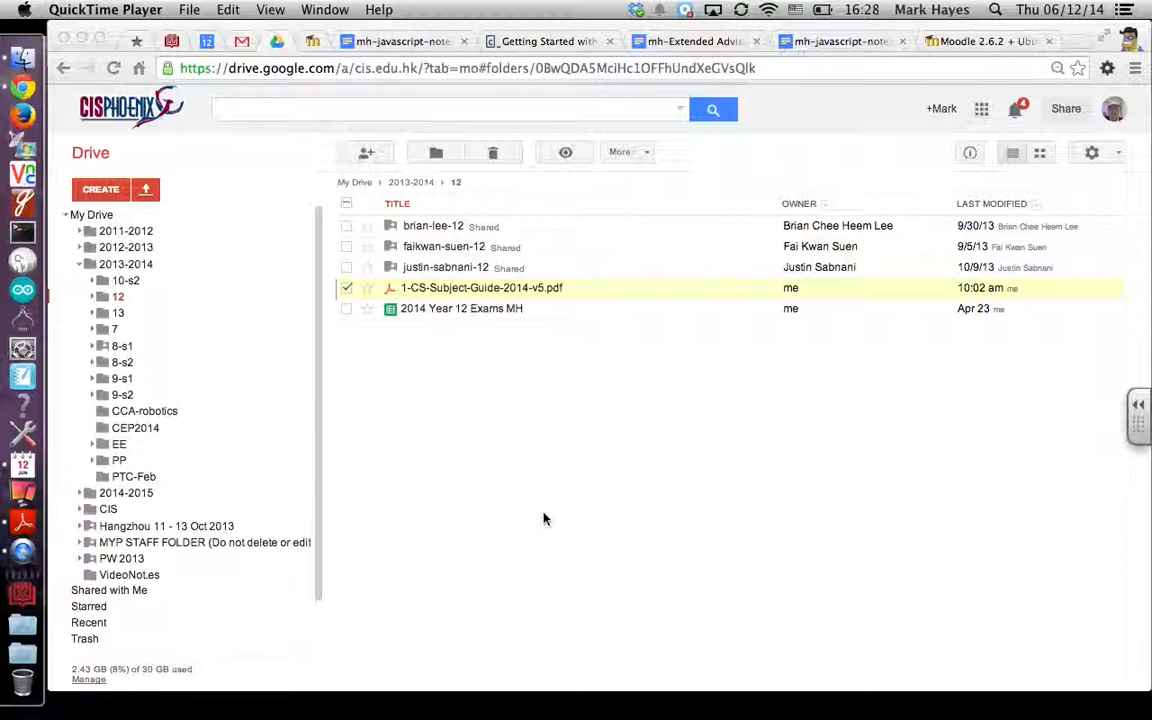 QuickTime Player File Edit View Window Help 16:28 Mark Hayes Thu 06/12/14
mh-javascript-note: × _Getting Started with × mh-Extended Advis: × mh-javascript-note: × Moodle 2.6.2 + Ubu ×
https://drive.google.com/a/cis.edu.hk/?tab=mo#folders/0BwQDA5MciHc1OFFhUndXeGVsQlk
CISPHOENIX +Mark 4 Share
Drive More
My Drive 2013-2014 12
CREATE TITLE OWNER LAST MODIFIED
My Drive
2011-2012
2012-2013
2013-2014
10-s2
12
13
7
8-s1
8-s2
9-s1
9-s2
CCA-robotics
CEP2014
EE
PP
PTC-Feb
2014-2015
CIS
Hangzhou 11 - 13 Oct 2013
MYP STAFF FOLDER (Do not delete or edit
PW 2013
VideoNot.es
Shared with Me
Starred
Recent
Trash
2.43 GB (8%) of 30 GB used
Manage
brian-lee-12 Shared Brian Chee Heem Lee 9/30/13 Brian Chee Heem Lee
faikwan-suen-12 Shared Fai Kwan Suen 9/5/13 Fai Kwan Suen
justin-sabnani-12 Shared Justin Sabnani 10/9/13 Justin Sabnani
1-CS-Subject-Guide-2014-v5.pdf me 10:02 am me
2014 Year 12 Exams MH me Apr 23 me